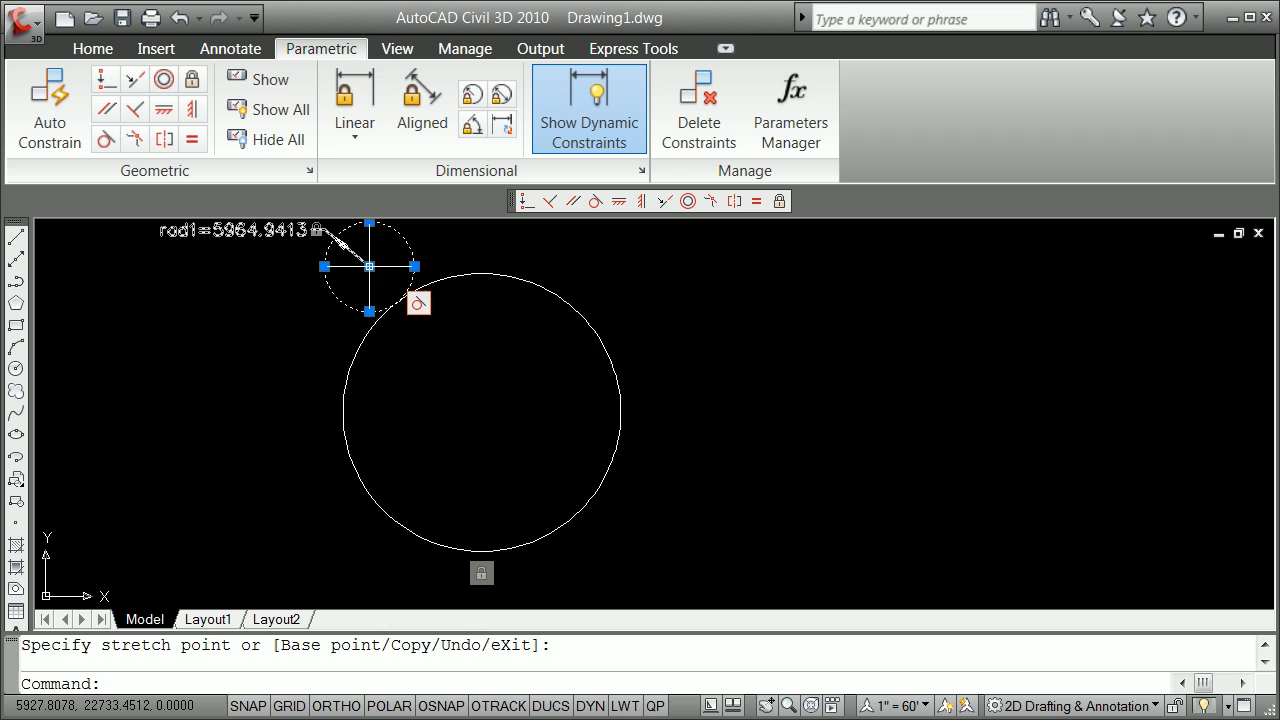 AutoCAD Civil 3D 2010 Drawing1.dwg
Type a keyword or phrase
3D
Home Insert Annotate Parametric View Manage Output Express Tools
Auto Constrain
Show
Show All
Hide All
Linear
Aligned
Show Dynamic Constraints
Delete Constraints
fx
Parameters Manager
Geometric
Dimensional
Manage
rad1=5964.9413
Y
X
Model Layout1 Layout2
Specify stretch point or [Base point/Copy/Undo/eXit]:
Command:
5927.8078, 22733.4512, 0.0000 SNAP GRID ORTHO POLAR OSNAP OTRACK DUCS DYN LWT QP 1" = 60' 2D Drafting & Annotation